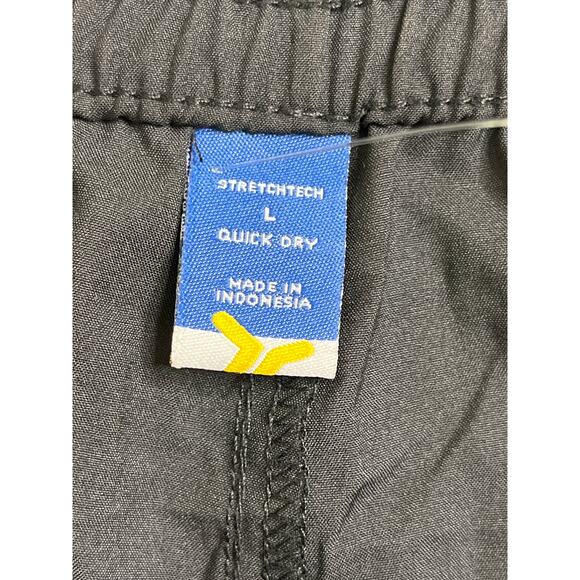 STRETCHTECH
L
QUICK DRY
MADE IN
INDONESIA